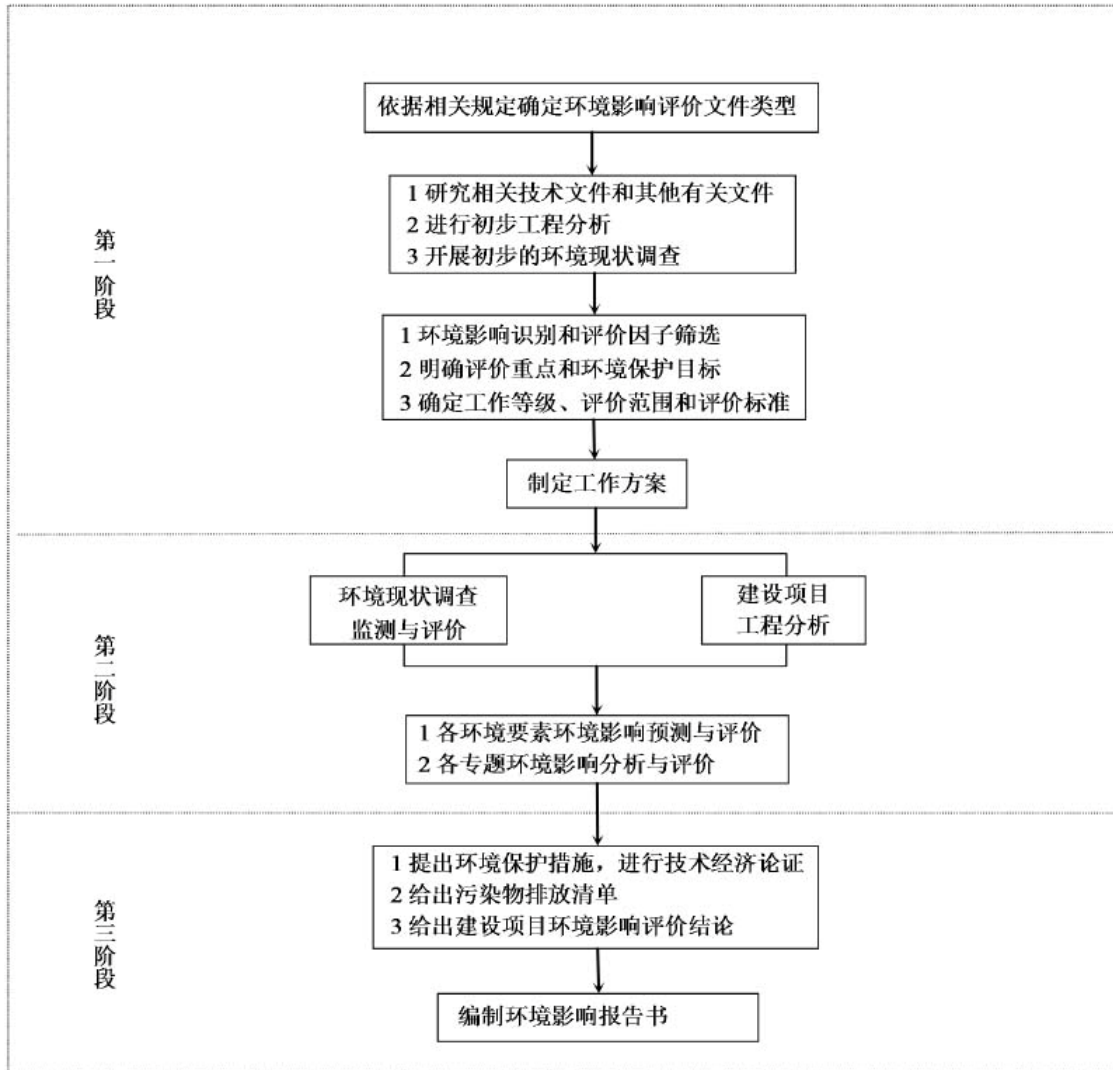 依据相关规定确定环境影响评价文件类型
1 研究相关技术文件和其他有关文件
2 进行初步工程分析
3 开展初步的环境现状调查
第一阶段
1 环境影响识别和评价因子筛选
2 明确评价重点和环境保护目标
3 确定工作等级、评价范围和评价标准
制定工作方案
环境现状调查
监测与评价
建设项目
工程分析
第二阶段
1 各环境要素环境影响预测与评价
2 各专题环境影响分析与评价
1 提出环境保护措施，进行技术经济论证
2 给出污染物排放清单
3 给出建设项目环境影响评价结论
第三阶段
编制环境影响报告书